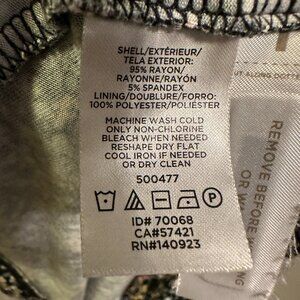 SHELL/EXTÉRIEUR/
TELA EXTERIOR:
95% RAYON/
RAYONNE/RAYÓN
5% SPANDEX
LINING/DOUBLURE/FORRO:
100% POLYESTER/POLIÉSTER
MACHINE WASH COLD
ONLY NON-CHLORINE
BLEACH WHEN NEEDED
RESHAPE DRY FLAT
COOL IRON IF NEEDED
OR DRY CLEAN
500477
P
ID# 70068
CA#57421
RN#140923
REMOVE BEFORE
OR W